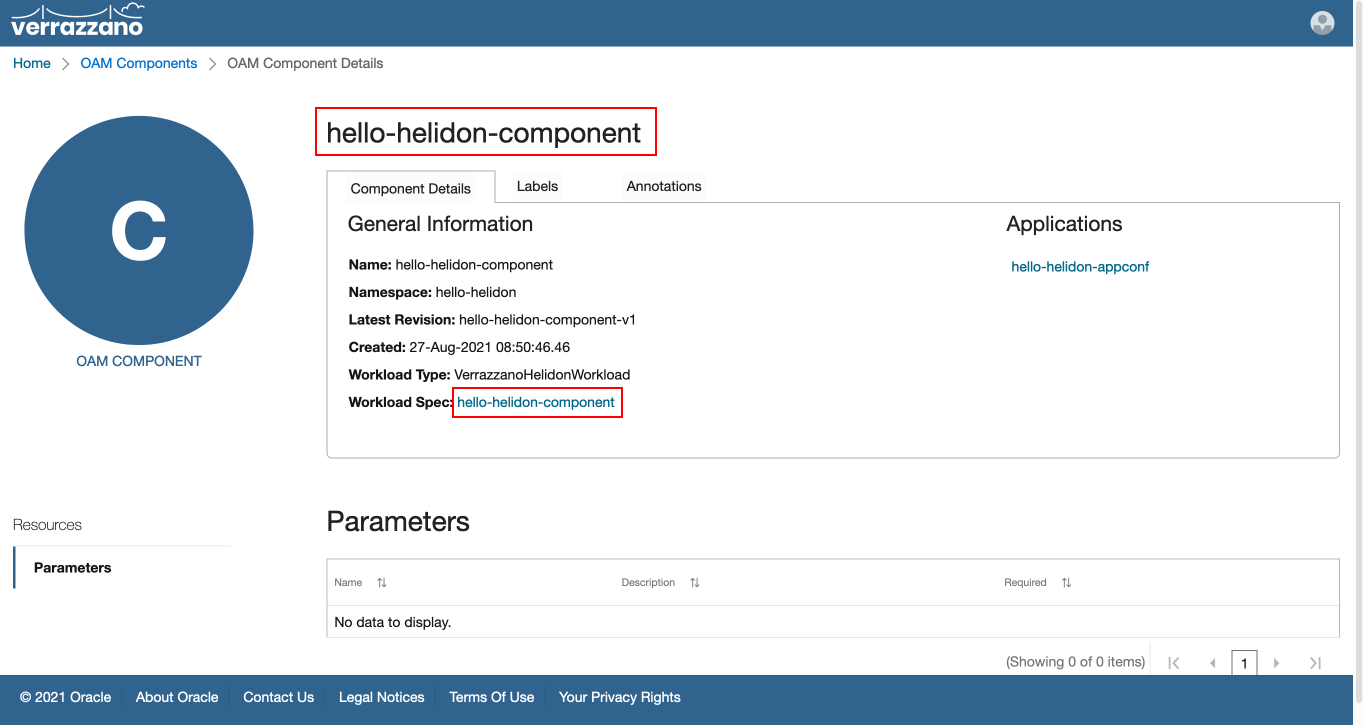 verrazzano
Home > OAM Components > OAM Component Details
C
OAM COMPONENT
hello-helidon-component
Component Details Labels Annotations
General Information
Name: hello-helidon-component
Namespace: hello-helidon
Latest Revision: hello-helidon-component-v1
Created: 27-Aug-2021 08:50:46.46
Workload Type: VerrazzanoHelidonWorkload
Workload Spec: hello-helidon-component
Applications
hello-helidon-appconf
Resources
Parameters
Parameters
Name Description Required
No data to display.
(Showing 0 of 0 items) 1
© 2021 Oracle About Oracle Contact Us Legal Notices Terms Of Use Your Privacy Rights